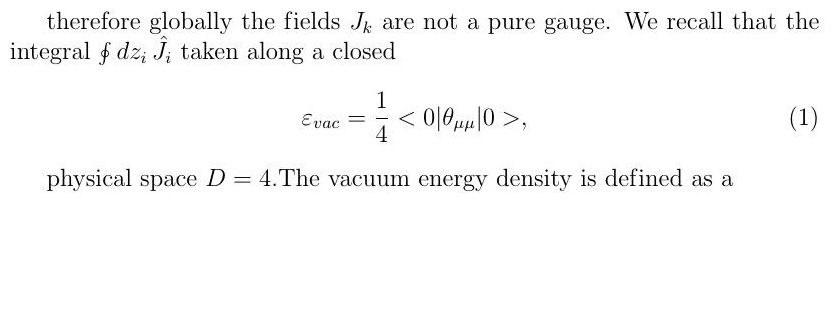 therefore globally the fields $J_k$ are not a pure gauge. We recall that the
integral $\oint dz_i \, \hat{J}_i$ taken along a closed
$$\varepsilon_{vac} = \frac{1}{4} < 0|\theta_{\mu\mu}|0 >, \quad (1)$$
physical space $D = 4$.The vacuum energy density is defined as a